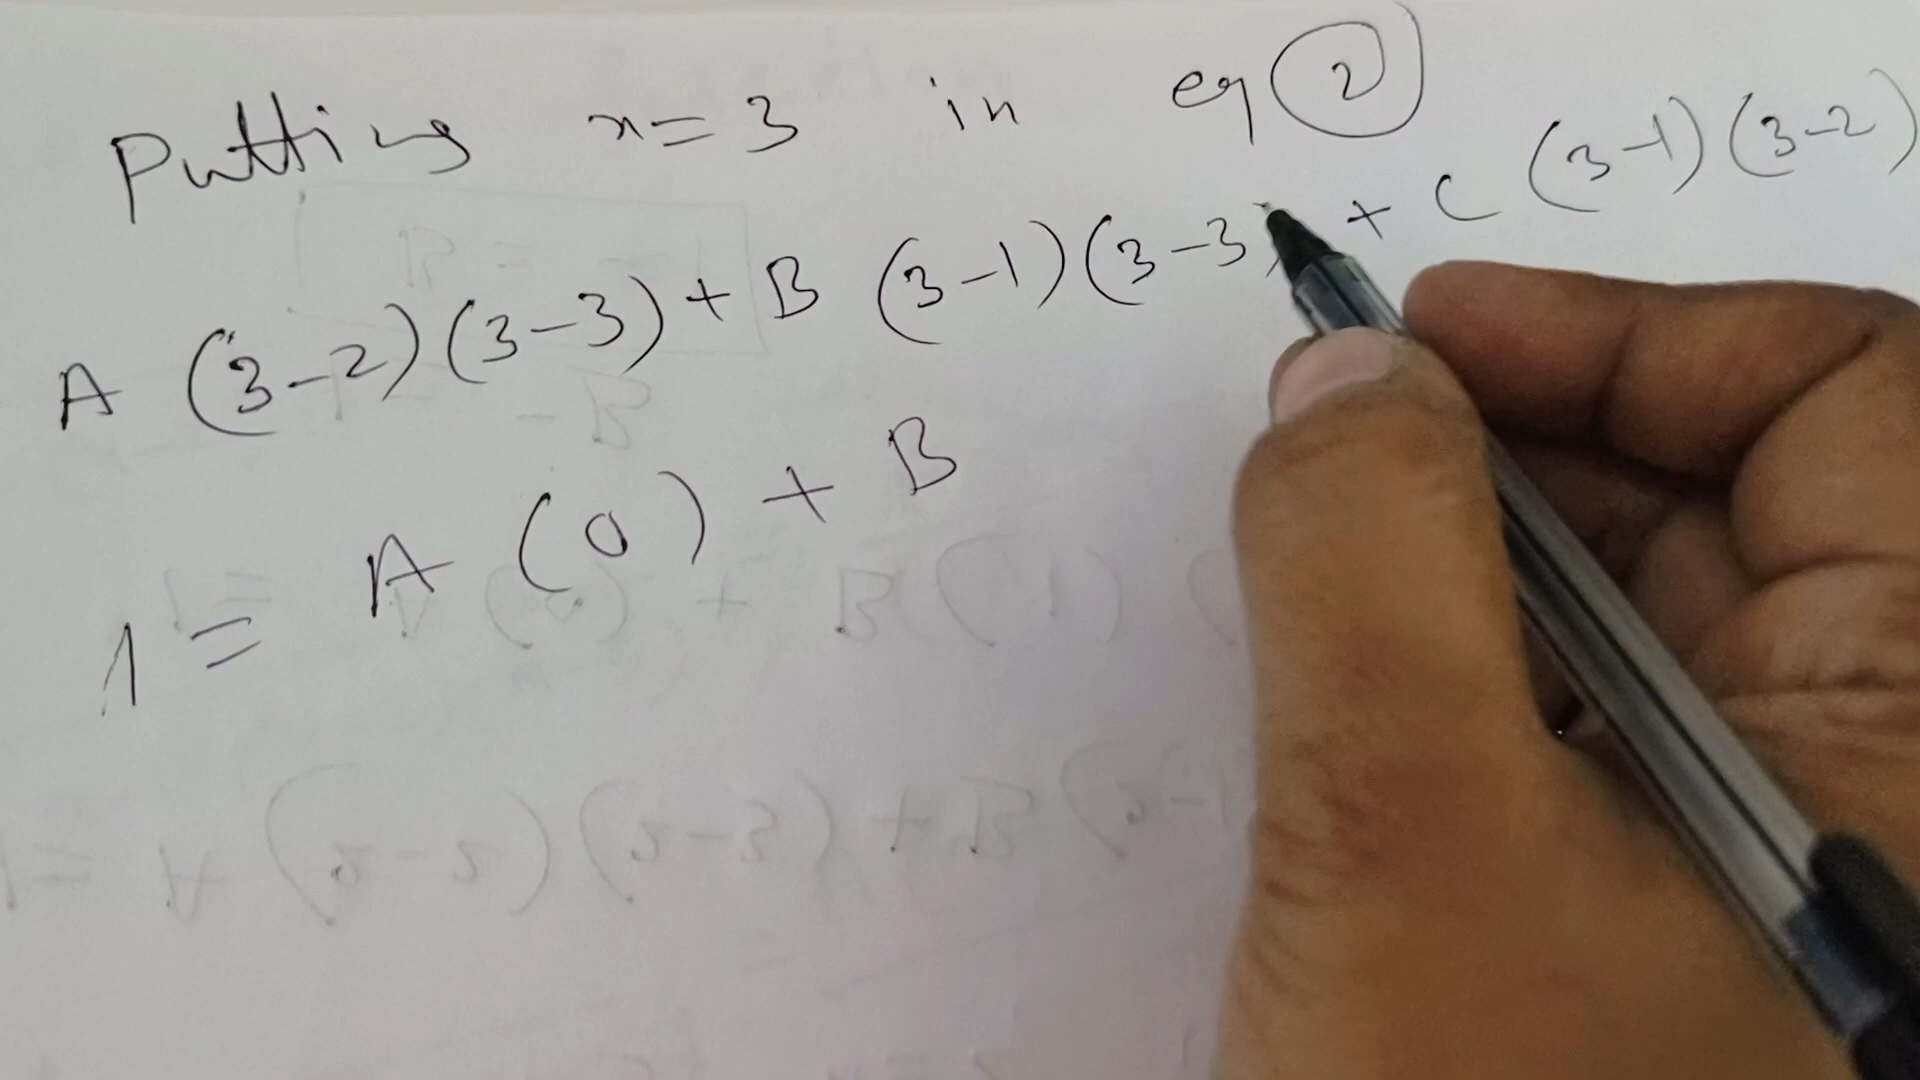 Putting x=3 in eq 2
A (3-2)(3-3) + B (3-1)(3-3) + C (3-1)(3-2)
1 = A (0) + B